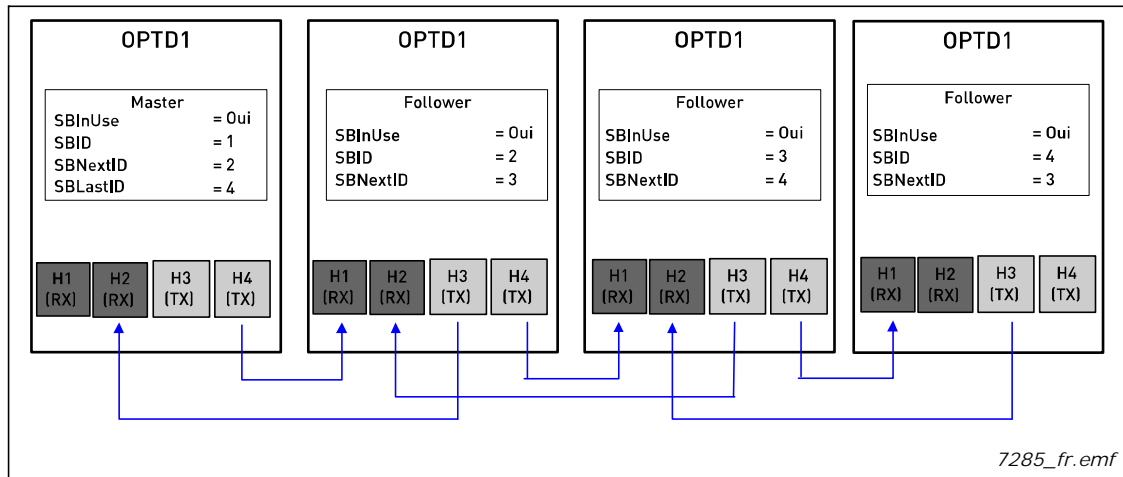 OPTD1
Master
SBInUse = Oui
SBID = 1
SBNextID = 2
SBLastID = 4
H1 (RX)
H2 (RX)
H3 (TX)
H4 (TX)
OPTD1
Follower
SBInUse = Oui
SBID = 2
SBNextID = 3
H1 (RX)
H2 (RX)
H3 (TX)
H4 (TX)
OPTD1
Follower
SBInUse = Oui
SBID = 3
SBNextID = 4
H1 (RX)
H2 (RX)
H3 (TX)
H4 (TX)
OPTD1
Follower
SBInUse = Oui
SBID = 4
SBNextID = 3
H1 (RX)
H2 (RX)
H3 (TX)
H4 (TX)
7285_fr.emf